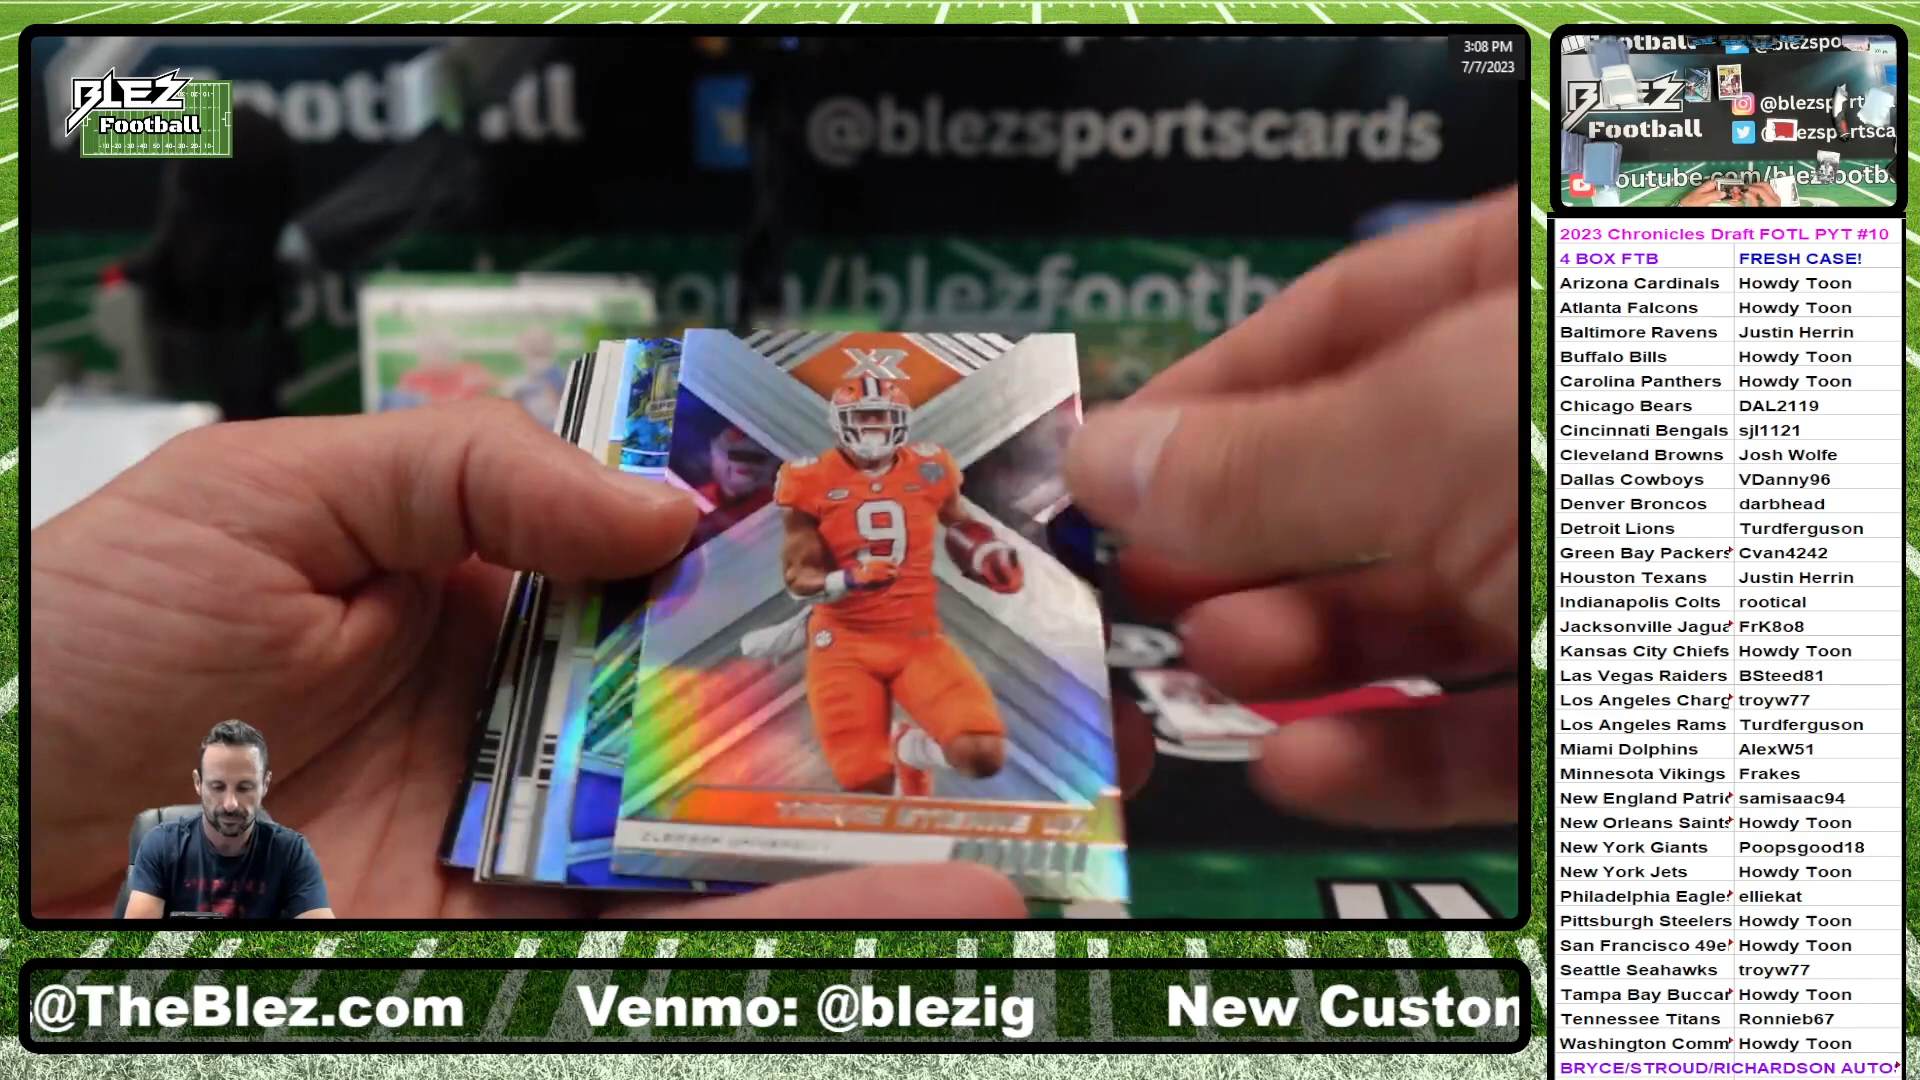 3:08 PM
7/7/2023
BLEZ
Football
@blezsportscards
XR
9
CLEMSON UNIVERSITY
@TheBlez.com Venmo: @blezig New Custon
Football
2023 Chronicles Draft FOTL PYT #10
4 BOX FTB FRESH CASE!
Arizona Cardinals Howdy Toon
Atlanta Falcons Howdy Toon
Baltimore Ravens Justin Herrin
Buffalo Bills Howdy Toon
Carolina Panthers Howdy Toon
Chicago Bears DAL2119
Cincinnati Bengals sjl1121
Cleveland Browns Josh Wolfe
Dallas Cowboys VDanny96
Denver Broncos darbhead
Detroit Lions Turdferguson
Green Bay Packers Cvan4242
Houston Texans Justin Herrin
Indianapolis Colts rootical
Jacksonville Jagua FrK8o8
Kansas City Chiefs Howdy Toon
Las Vegas Raiders BSteed81
Los Angeles Charg troyw77
Los Angeles Rams Turdferguson
Miami Dolphins AlexW51
Minnesota Vikings Frakes
New England Patric samisaac94
New Orleans Saints Howdy Toon
New York Giants Poopsgood18
New York Jets Howdy Toon
Philadelphia Eagle elliekat
Pittsburgh Steelers Howdy Toon
San Francisco 49e Howdy Toon
Seattle Seahawks troyw77
Tampa Bay Buccar Howdy Toon
Tennessee Titans Ronnieb67
Washington Comm Howdy Toon
BRYCE/STROUD/RICHARDSON AUTO